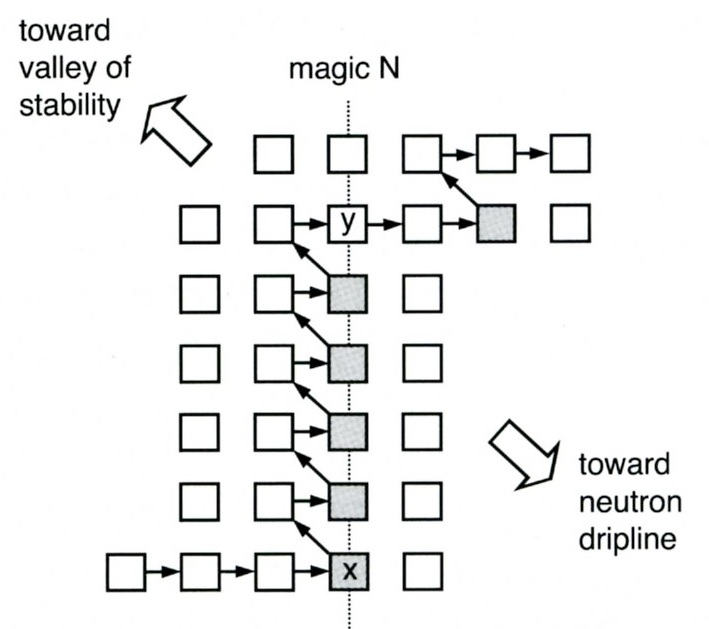 toward
valley of
stability
magic N
y
toward
neutron
dripline
x